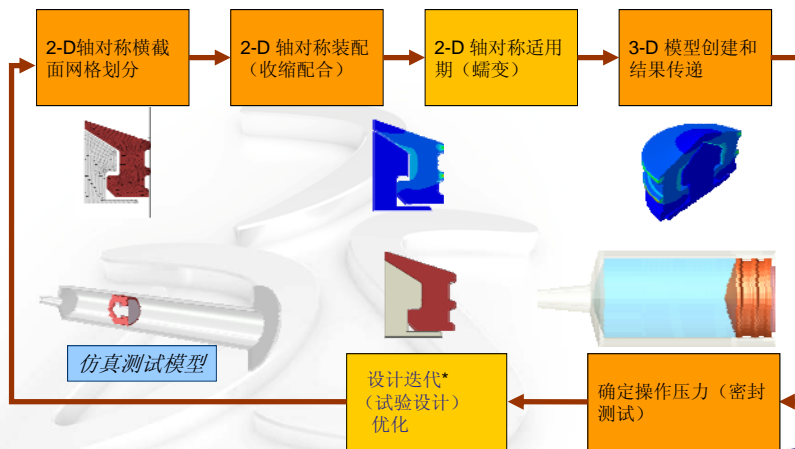 2-D轴对称横截
面网格划分
2-D 轴对称装配
（收缩配合）
2-D 轴对称适用
期（蠕变）
3-D 模型创建和
结果传递
仿真测试模型
设计迭代*
（试验设计）
优化
确定操作压力（密封
测试）